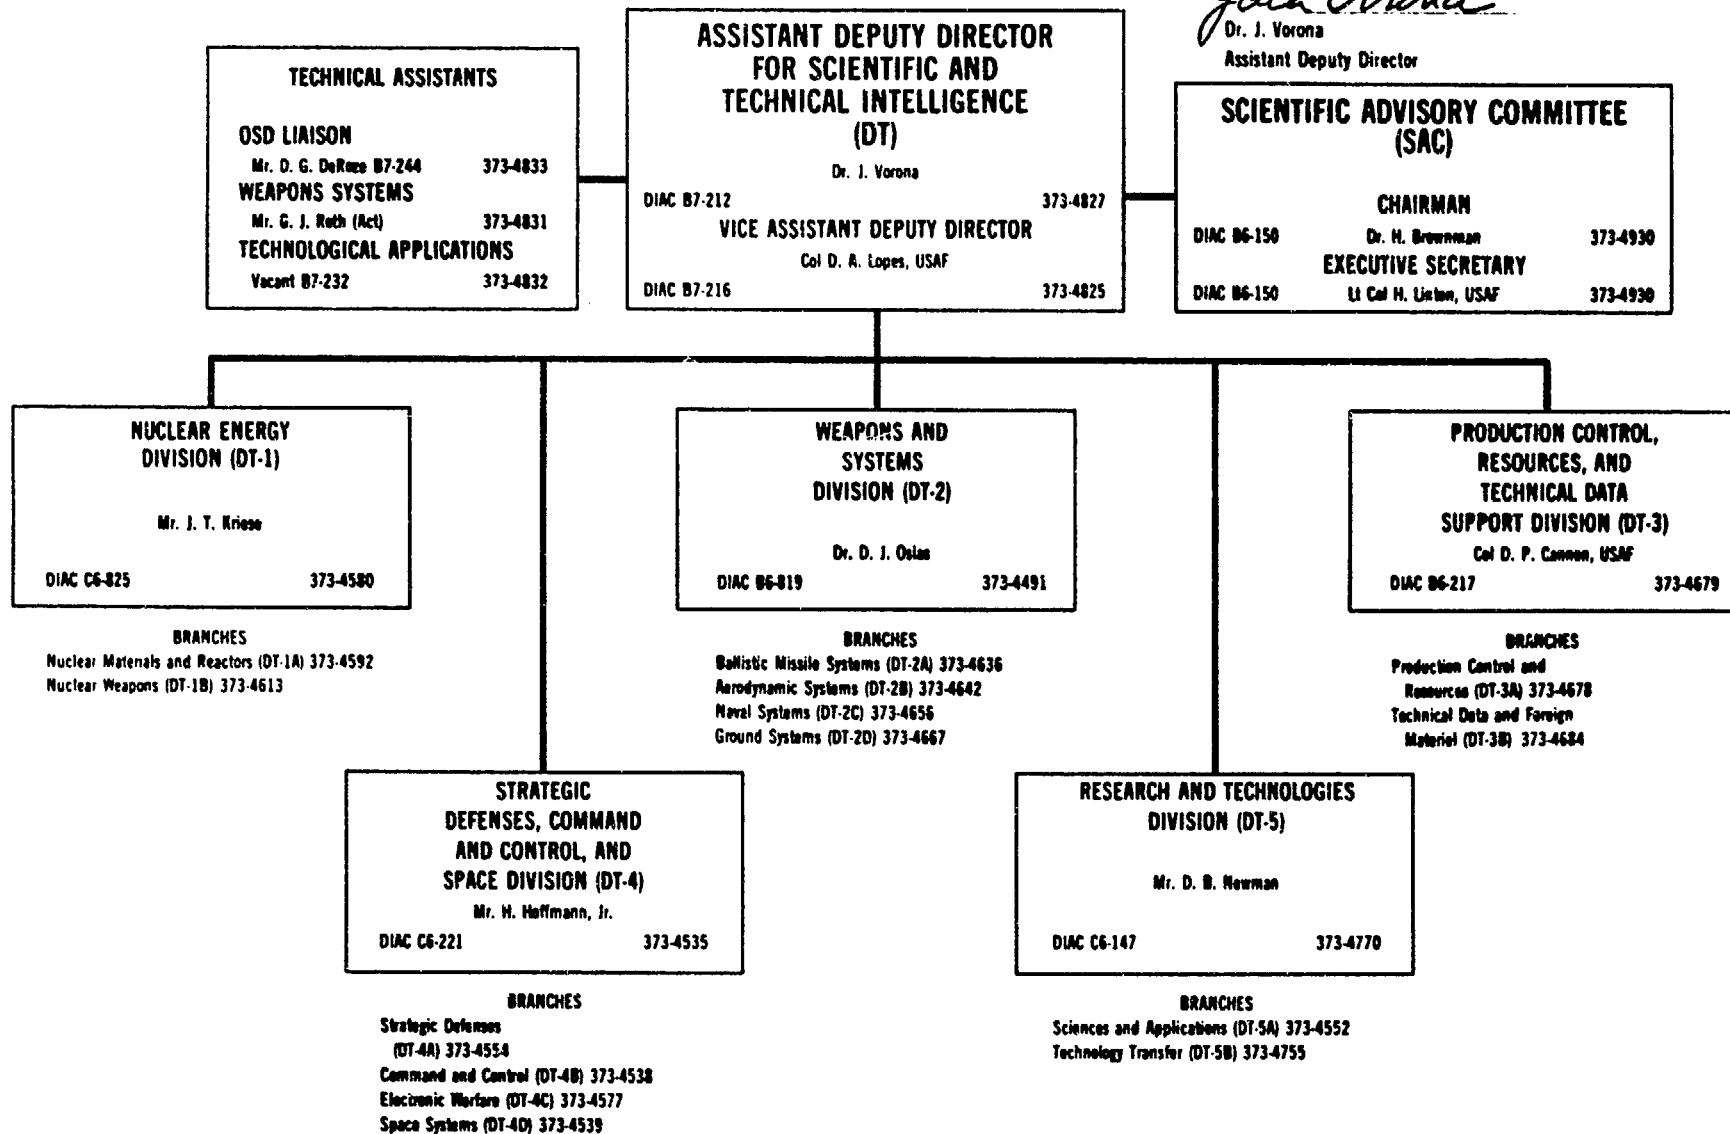 John Vorona
Dr. J. Vorona
Assistant Deputy Director
TECHNICAL ASSISTANTS
OSD LIAISON
Mr. D. G. DeRoze B7-244 373-4833
WEAPONS SYSTEMS
Mr. G. J. Roth (Act) 373-4831
TECHNOLOGICAL APPLICATIONS
Vacant B7-232 373-4832
ASSISTANT DEPUTY DIRECTOR
FOR SCIENTIFIC AND
TECHNICAL INTELLIGENCE
(DT)
Dr. J. Vorona
DIAC B7-212 373-4827
VICE ASSISTANT DEPUTY DIRECTOR
Col D. A. Lopes, USAF
DIAC B7-216 373-4825
SCIENTIFIC ADVISORY COMMITTEE
(SAC)
CHAIRMAN
DIAC B6-150 Dr. H. Brownman 373-4930
EXECUTIVE SECRETARY
DIAC B6-150 Lt Col H. Linton, USAF 373-4930
NUCLEAR ENERGY
DIVISION (DT-1)
Mr. J. T. Kriese
DIAC C6-825 373-4580
BRANCHES
Nuclear Materials and Reactors (DT-1A) 373-4592
Nuclear Weapons (DT-1B) 373-4613
WEAPONS AND
SYSTEMS
DIVISION (DT-2)
Dr. D. J. Osias
DIAC B6-819 373-4491
BRANCHES
Ballistic Missile Systems (DT-2A) 373-4636
Aerodynamic Systems (DT-2B) 373-4642
Naval Systems (DT-2C) 373-4656
Ground Systems (DT-2D) 373-4667
PRODUCTION CONTROL,
RESOURCES, AND
TECHNICAL DATA
SUPPORT DIVISION (DT-3)
Col D. P. Cannon, USAF
DIAC B6-217 373-4679
BRANCHES
Production Control and
Resources (DT-3A) 373-4678
Technical Data and Foreign
Materiel (DT-3B) 373-4684
STRATEGIC
DEFENSES, COMMAND
AND CONTROL, AND
SPACE DIVISION (DT-4)
Mr. H. Hoffmann, Jr.
DIAC C6-221 373-4535
BRANCHES
Strategic Defenses
(DT-4A) 373-4554
Command and Control (DT-4B) 373-4538
Electronic Warfare (DT-4C) 373-4577
Space Systems (DT-4D) 373-4539
RESEARCH AND TECHNOLOGIES
DIVISION (DT-5)
Mr. D. B. Newman
DIAC C6-147 373-4770
BRANCHES
Sciences and Applications (DT-5A) 373-4552
Technology Transfer (DT-5B) 373-4755